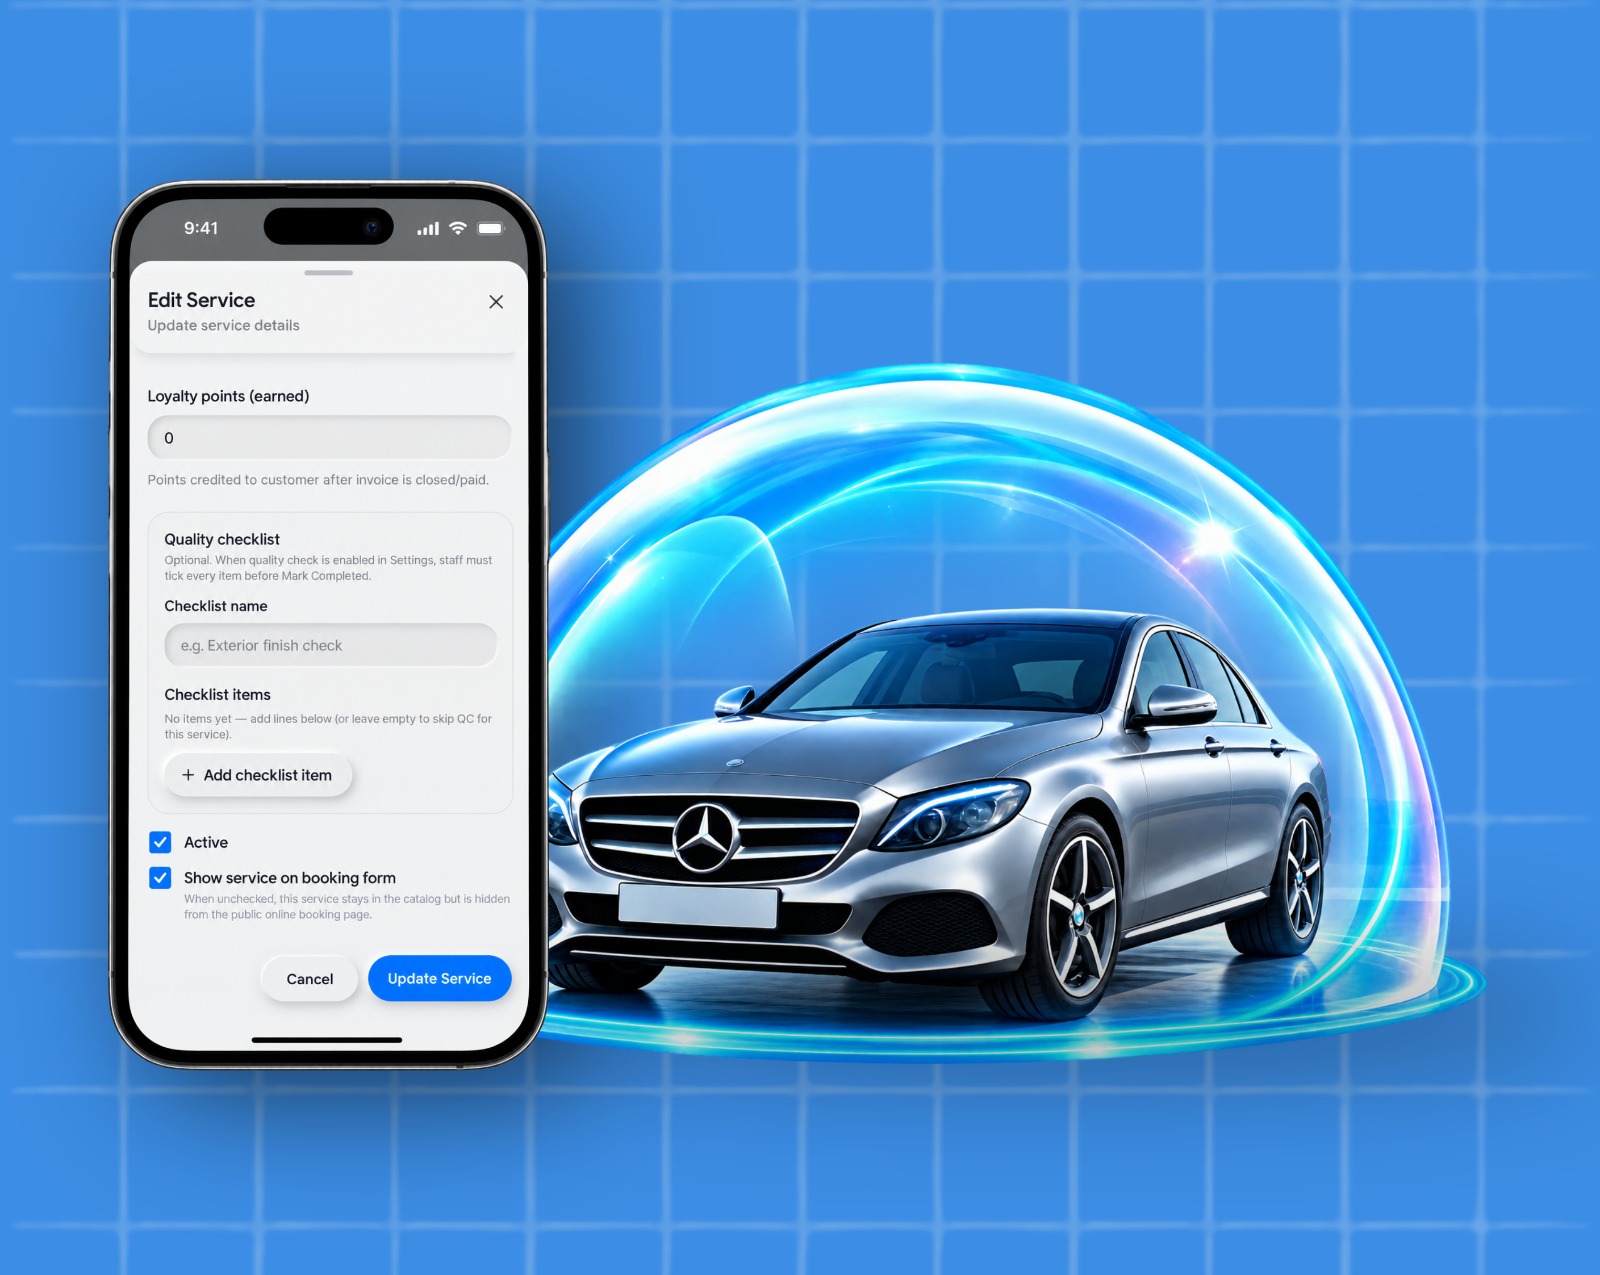 9:41
Edit Service
Update service details
Loyalty points (earned)
0
Points credited to customer after invoice is closed/paid.
Quality checklist
Optional. When quality check is enabled in Settings, staff must
tick every item before Mark Completed.
Checklist name
e.g. Exterior finish check
Checklist items
No items yet — add lines below (or leave empty to skip QC for
this service).
+ Add checklist item
Active
Show service on booking form
When unchecked, this service stays in the catalog but is hidden
from the public online booking page.
Cancel
Update Service